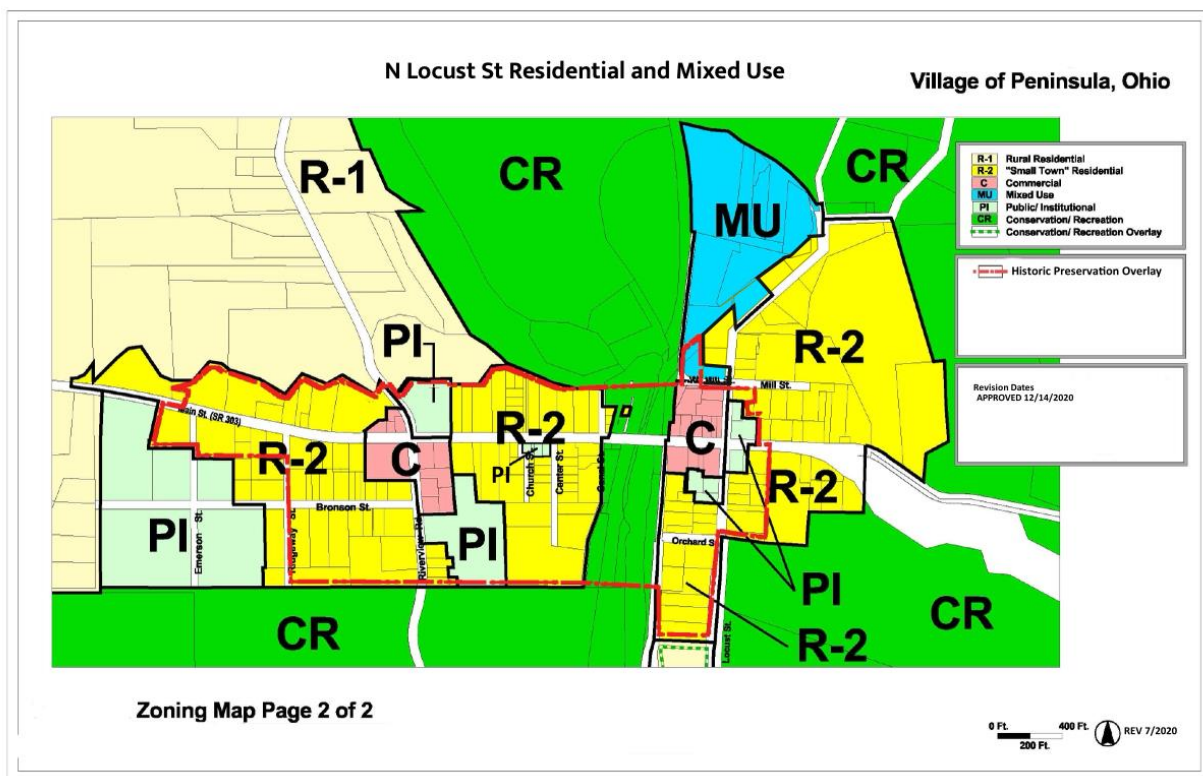 N Locust St Residential and Mixed Use
Village of Peninsula, Ohio
R-1 Rural Residential
R-2 "Small Town" Residential
C Commercial
MU Mixed Use
PI Public/ Institutional
CR Conservation/ Recreation
Conservation/ Recreation Overlay
Historic Preservation Overlay
Revision Dates
APPROVED 12/14/2020
R-1
CR
CR
MU
PI
R-2
Mill St.
Main St. (SR 303)
R-2
C
R-2
PI
Church St.
Center St.
C
R-2
Bronson St.
PI
Emerson St.
Ridgeway St.
Riverview Rd.
PI
Orchard S
PI
CR
CR
R-2
Locust St.
Zoning Map Page 2 of 2
0 Ft. 400 Ft.
200 Ft.
REV 7/2020